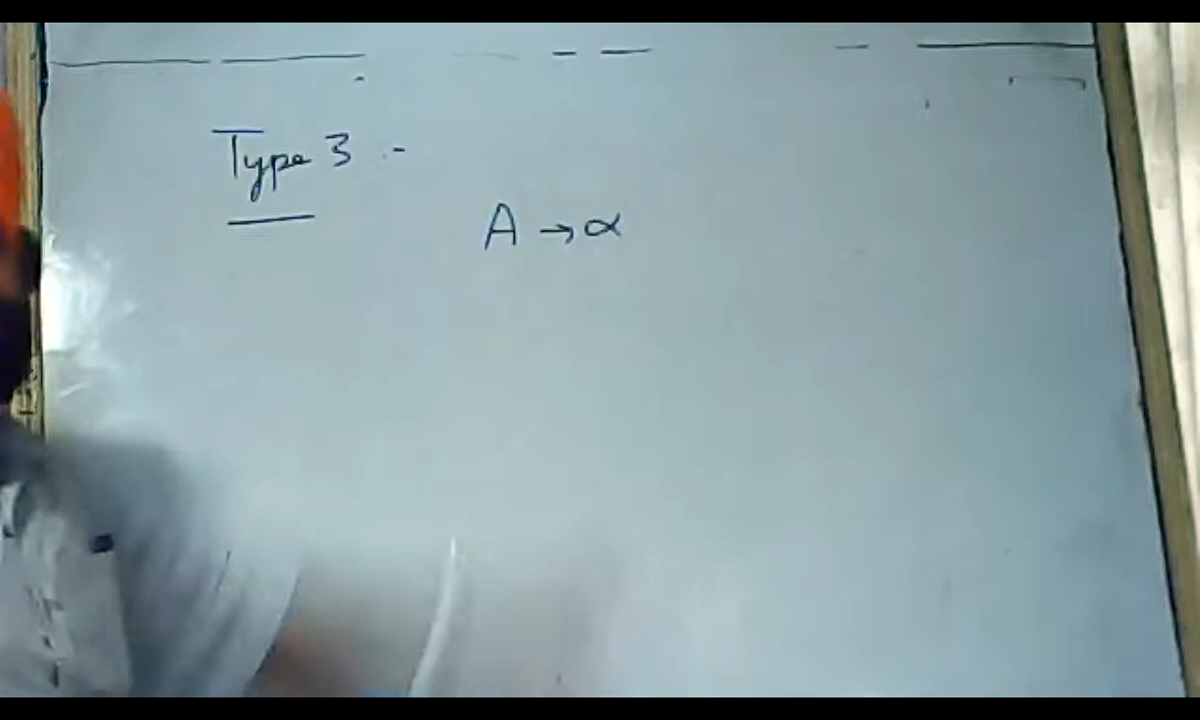 Type 3 :-
A → α